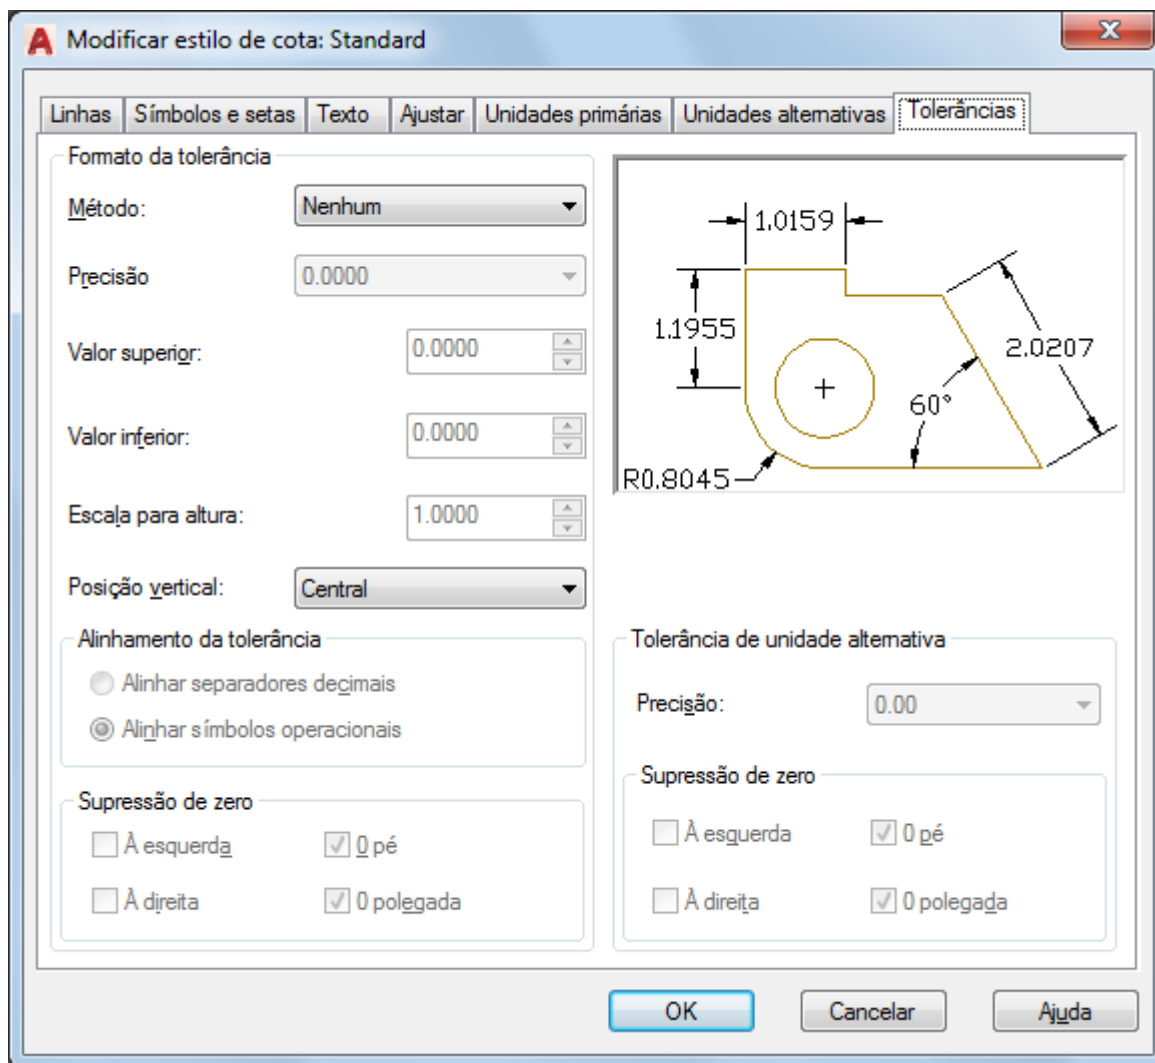 Modificar estilo de cota: Standard
Linhas Símbolos e setas Texto Ajustar Unidades primárias Unidades alternativas Tolerâncias
Formato da tolerância
Método: Nenhum
Precisão 0.0000
Valor superior: 0.0000
Valor inferior: 0.0000
Escala para altura: 1.0000
Posição vertical: Central
1.0159
1.1955
2.0207
60°
R0.8045
Alinhamento da tolerância
Alinhar separadores decimais
Alinhar símbolos operacionais
Supressão de zero
À esquerda 0 pé
À direita 0 polegada
Tolerância de unidade alternativa
Precisão: 0.00
Supressão de zero
À esquerda 0 pé
À direita 0 polegada
OK Cancelar Ajuda